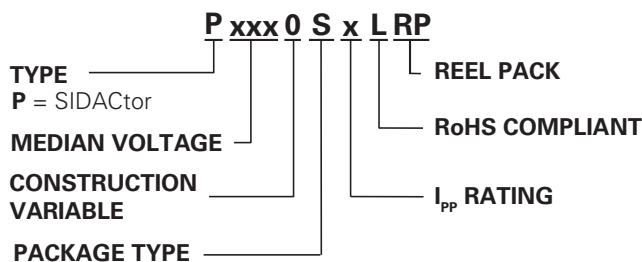 P xxx 0 S x L RP
TYPE
P = SIDACtor
MEDIAN VOLTAGE
CONSTRUCTION
VARIABLE
PACKAGE TYPE
REEL PACK
RoHS COMPLIANT
IPP RATING